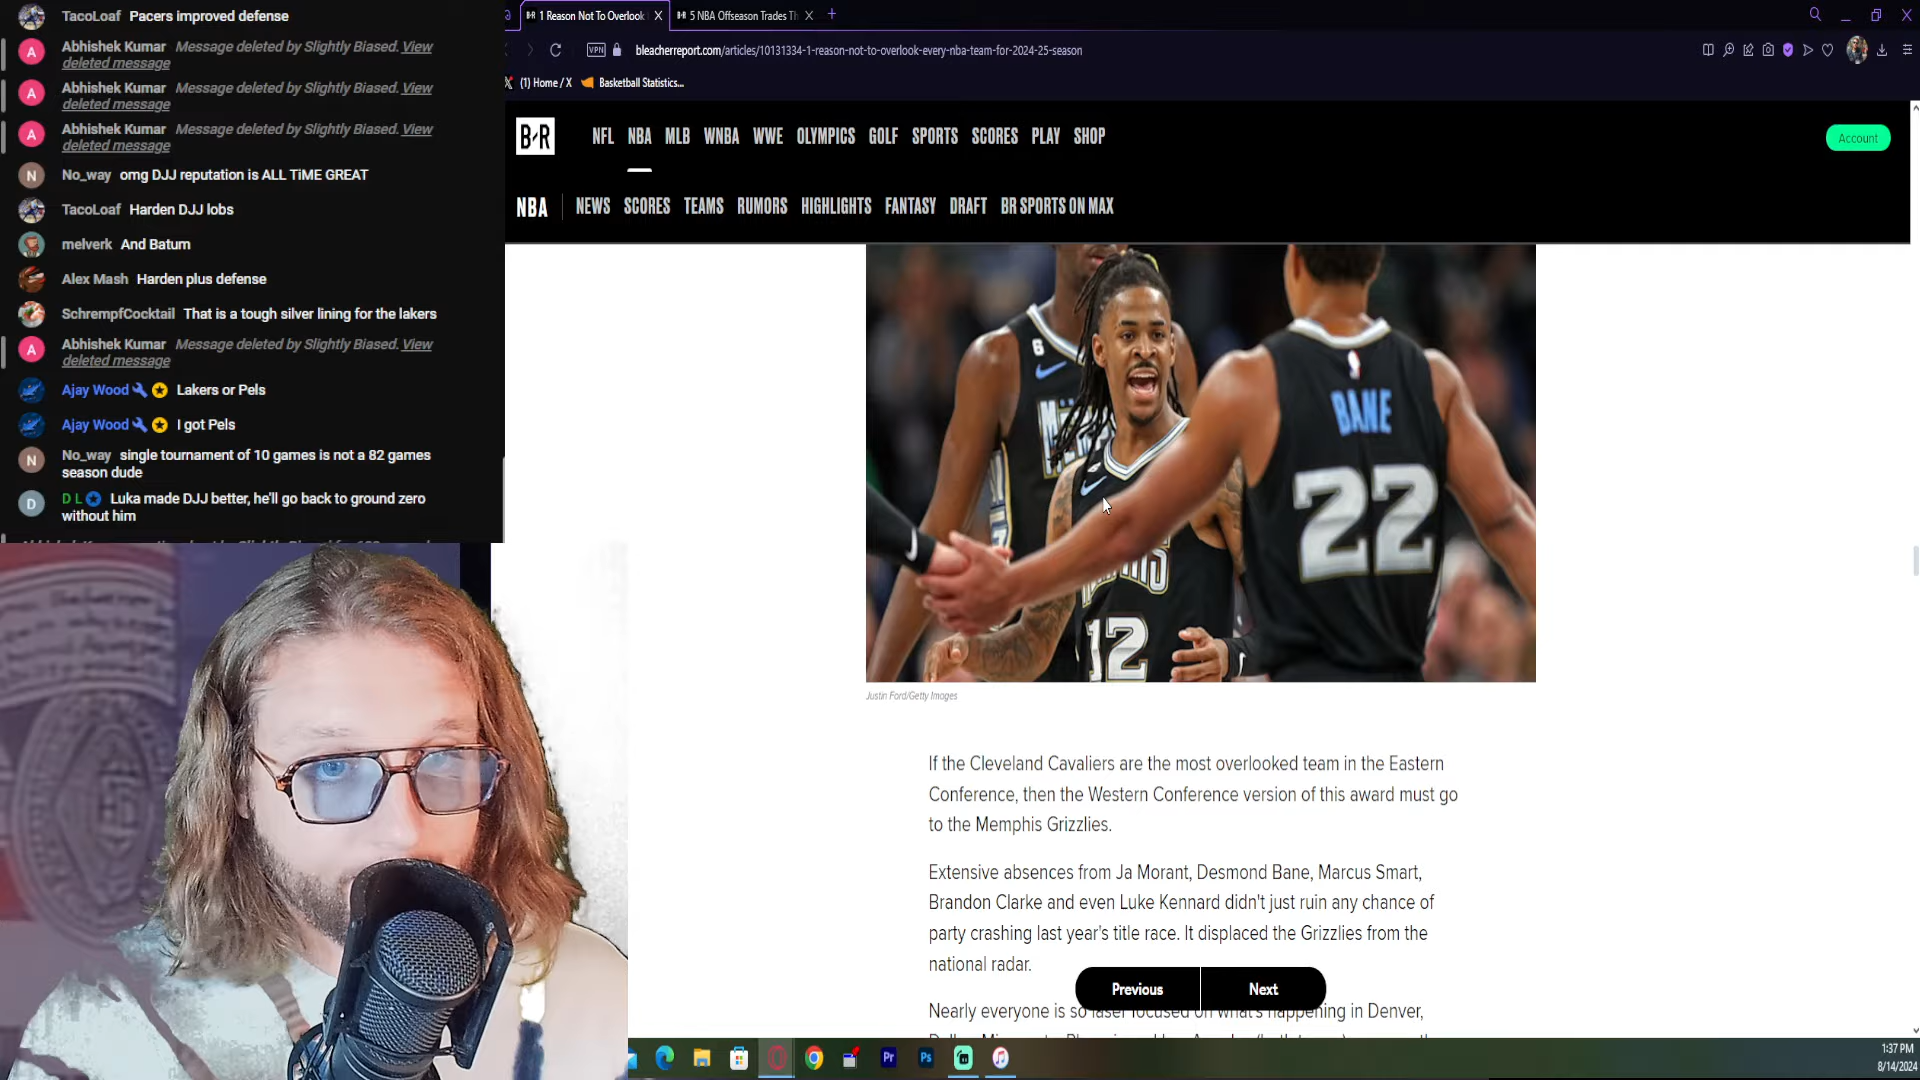 TacoLoaf Pacers improved defense
A
Abhishek Kumar Message deleted by Slightly Biased. View
deleted message
A
Abhishek Kumar Message deleted by Slightly Biased. View
deleted message
A
Abhishek Kumar Message deleted by Slightly Biased. View
deleted message
N
No_way omg DJJ reputation is ALL TiME GREAT
TacoLoaf Harden DJJ lobs
melverk And Batum
Alex Mash Harden plus defense
SchrempfCocktail That is a tough silver lining for the lakers
A
Abhishek Kumar Message deleted by Slightly Biased. View
deleted message
Ajay Wood Lakers or Pels
Ajay Wood I got Pels
N
No_way single tournament of 10 games is not a 82 games
season dude
D
D L Luka made DJJ better, he'll go back to ground zero
without him
B/R 1 Reason Not To Overlook
B/R 5 NBA Offseason Trades Th
VPN
bleacherreport.com/articles/10131334-1-reason-not-to-overlook-every-nba-team-for-2024-25-season
(1) Home / X
Basketball Statistics...
B/R
NFL NBA MLB WNBA WWE OLYMPICS GOLF SPORTS SCORES PLAY SHOP
Account
NBA NEWS SCORES TEAMS RUMORS HIGHLIGHTS FANTASY DRAFT BR SPORTS ON MAX
6
BANE
22
12
Justin Ford/Getty Images
If the Cleveland Cavaliers are the most overlooked team in the Eastern
Conference, then the Western Conference version of this award must go
to the Memphis Grizzlies.
Extensive absences from Ja Morant, Desmond Bane, Marcus Smart,
Brandon Clarke and even Luke Kennard didn't just ruin any chance of
party crashing last year's title race. It displaced the Grizzlies from the
national radar.
Previous
Next
Nearly everyone is so laser focused on what's happening in Denver,
Pr
Ps
1:37 PM
8/14/2024